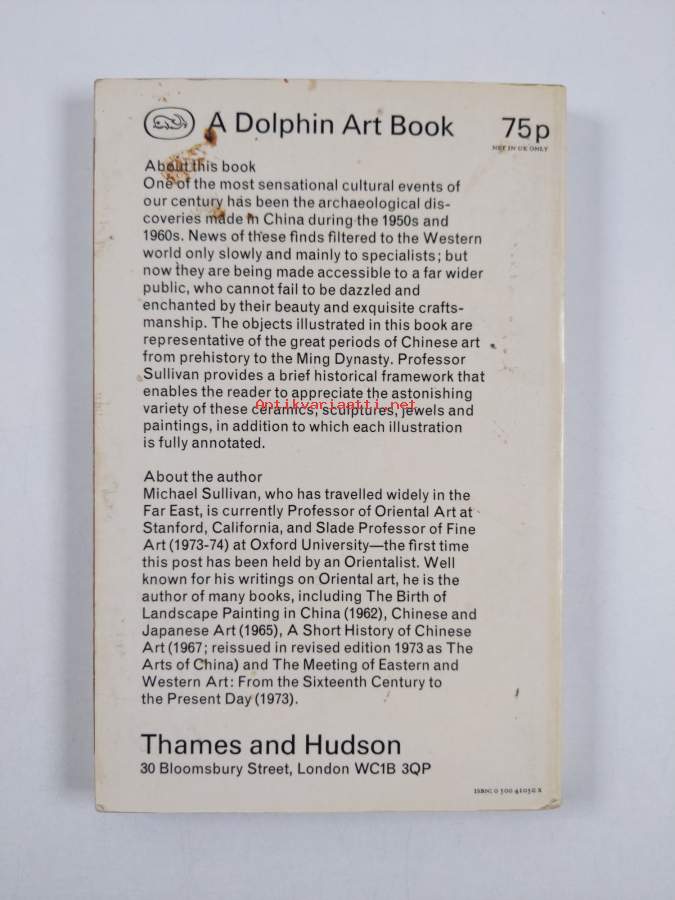 A Dolphin Art Book 75p
NET IN UK ONLY
About this book
One of the most sensational cultural events of
our century has been the archaeological dis-
coveries made in China during the 1950s and
1960s. News of these finds filtered to the Western
world only slowly and mainly to specialists; but
now they are being made accessible to a far wider
public, who cannot fail to be dazzled and
enchanted by their beauty and exquisite crafts-
manship. The objects illustrated in this book are
representative of the great periods of Chinese art
from prehistory to the Ming Dynasty. Professor
Sullivan provides a brief historical framework that
enables the reader to appreciate the astonishing
variety of these ceramics, sculptures, jewels and
Antikvariaatti.net
paintings, in addition to which each illustration
is fully annotated.
About the author
Michael Sullivan, who has travelled widely in the
Far East, is currently Professor of Oriental Art at
Stanford, California, and Slade Professor of Fine
Art (1973-74) at Oxford University—the first time
this post has been held by an Orientalist. Well
known for his writings on Oriental art, he is the
author of many books, including The Birth of
Landscape Painting in China (1962), Chinese and
Japanese Art (1965), A Short History of Chinese
Art (1967; reissued in revised edition 1973 as The
Arts of China) and The Meeting of Eastern and
Western Art: From the Sixteenth Century to
the Present Day (1973).
Thames and Hudson
30 Bloomsbury Street, London WC1B 3QP
ISBN: 0 500 41056 X